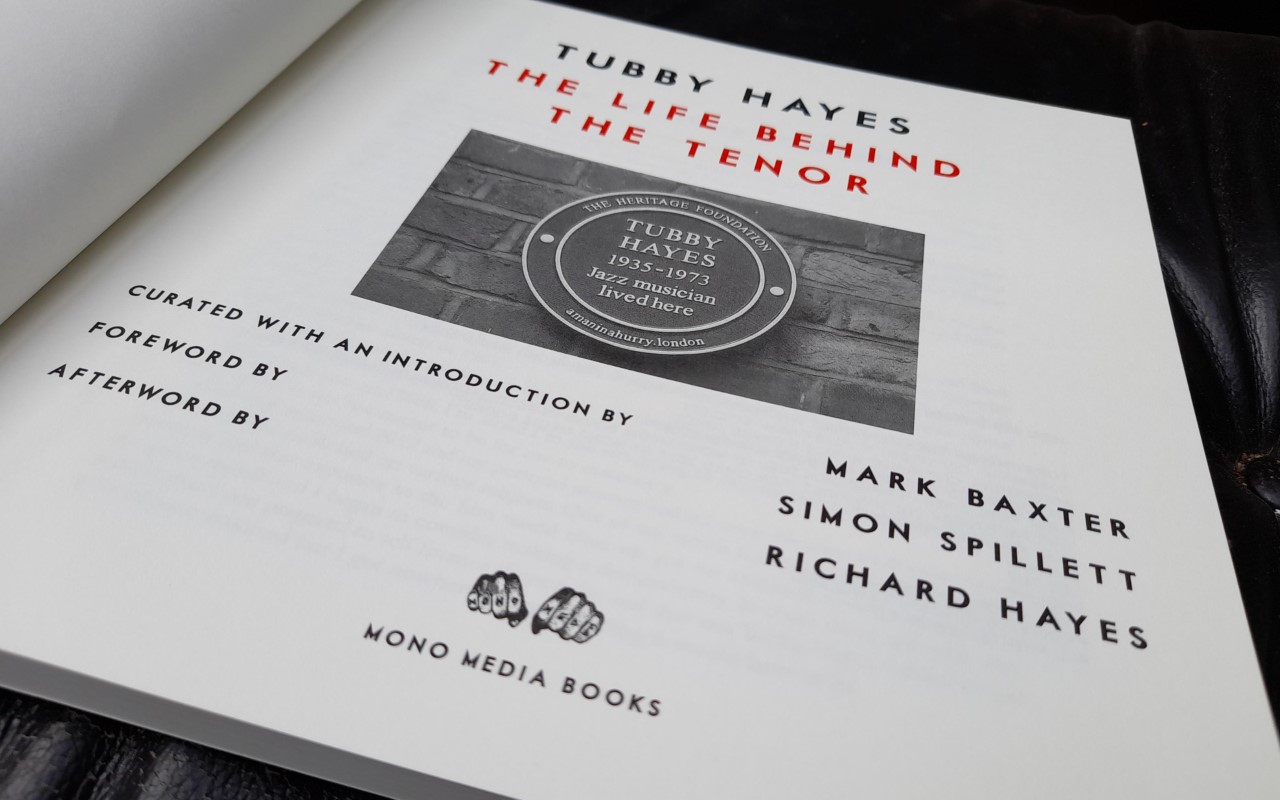 TUBBY HAYES
THE LIFE BEHIND
THE TENOR
THE HERITAGE FOUNDATION
TUBBY
HAYES
1935-1973
Jazz musician
lived here
amaninahurry.london
CURATED WITH AN INTRODUCTION BY
FOREWORD BY
AFTERWORD BY
MARK BAXTER
SIMON SPILLETT
RICHARD HAYES
MONO MEDIA BOOKS